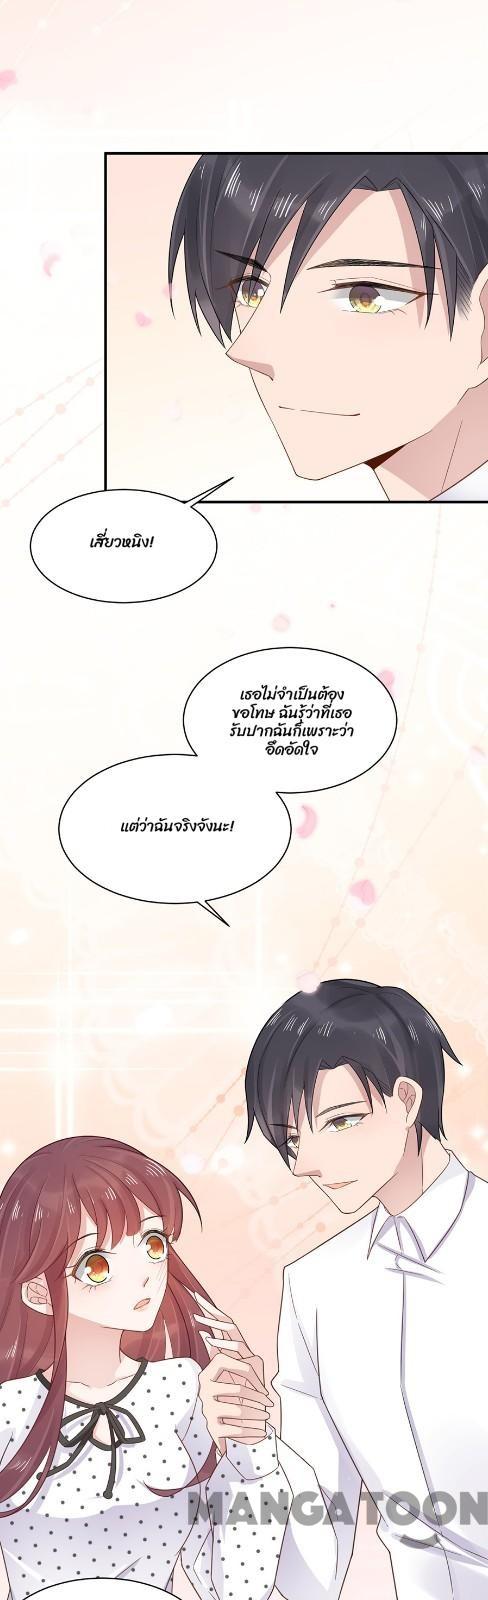 เสี่ยวหนิง!
เธอไม่จำเป็นต้อง
ขอโทษ ฉันรู้ว่าที่เธอ
รับปากฉันก็เพราะว่า
อึดอัดใจ
แต่ว่าฉันจริงจังนะ!
MANGATOON